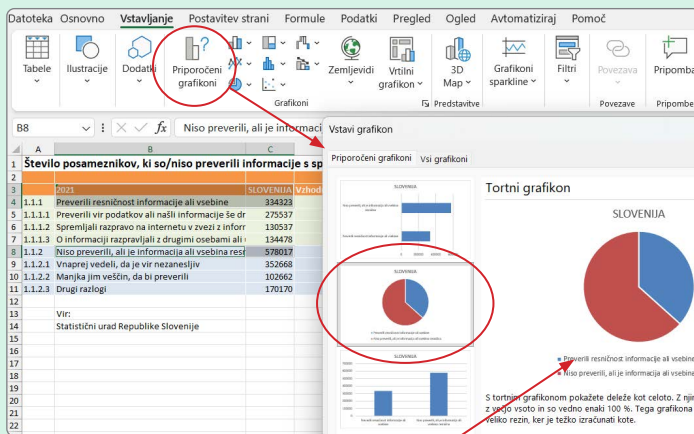 Datoteka Osnovno Vstavljanje Postavitev strani Formule Podatki Pregled Ogled Avtomatiziraj Pomoč
Tabele
Ilustracije
Dodatki
Priporočeni
grafikoni
Zemljevidi
Vrtilni
grafikon
3D
Map
Grafikoni
sparkline
Filtri
Povezava
Pripomba
Grafikoni
Predstavitve
Povezave
Pripombe
B8 fx Niso preverili, ali je informaci
A B C
1 Število posameznikov, ki so/niso preverili informacije s sp
2
3 2021 SLOVENIJA Vzhod
4 1.1.1 Preverili resničnost informacije ali vsebine 334323
5 1.1.1.1 Preverili vir podatkov ali našli informacije še dr 275537
6 1.1.1.2 Spremljali razpravo na internetu v zvezi z inforr 130537
7 1.1.1.3 O informaciji razpravljali z drugimi osebami ali 134478
8 1.1.2 Niso preverili, ali je informacija ali vsebina resr 578017
9 1.1.2.1 Vnaprej vedeli, da je vir nezanesljiv 352668
10 1.1.2.2 Manjka jim veščin, da bi preverili 102662
11 1.1.2.3 Drugi razlogi 170170
12
13 Vir:
14 Statistični urad Republike Slovenije
15
16
17
18
19
20
21
22
Vstavi grafikon
Priporočeni grafikoni Vsi grafikoni
SLOVENIJA
SLOVENIJA
SLOVENIJA
Tortni grafikon
SLOVENIJA
Preverili resničnost informacije ali vsebine
Niso preverili, ali je informacija ali vsebina
S tortnim grafikonom pokažete deleže kot celoto. Z njin
z vašo vsoto in so vedno enaki 100 %. Tega grafikona
veliko rezin, ker je težko izračunati kote.